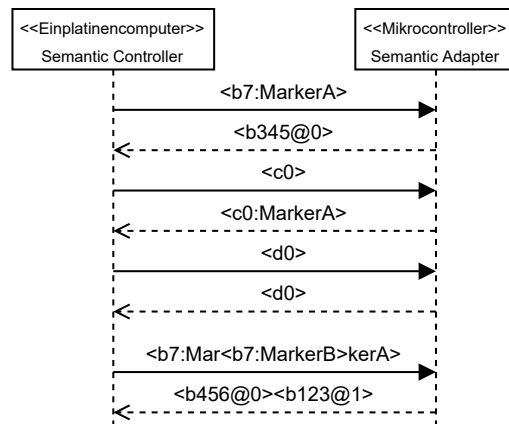 <<Einplatinencomputer>>
Semantic Controller
<<Mikrocontroller>>
Semantic Adapter
<b7:MarkerA>
<b345@0>
<c0>
<c0:MarkerA>
<d0>
<d0>
<b7:Mar<b7:MarkerB>kerA>
<b456@0><b123@1>